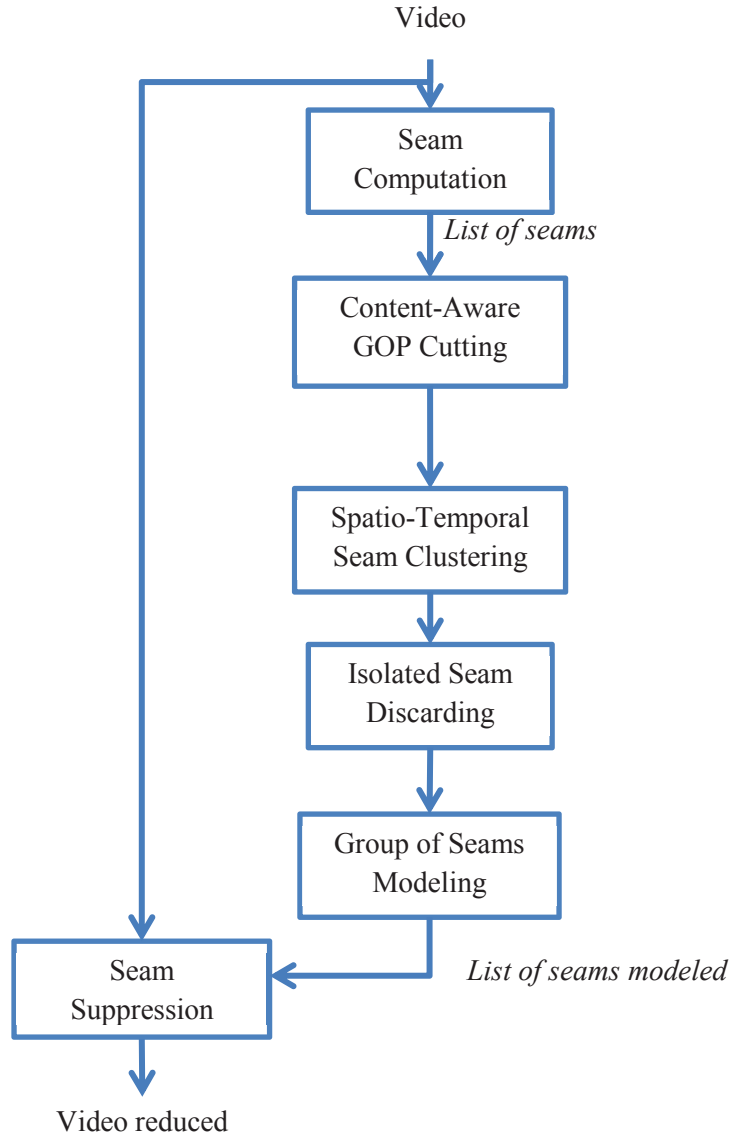 Video
Seam
Computation
List of seams
Content-Aware
GOP Cutting
Spatio-Temporal
Seam Clustering
Isolated Seam
Discarding
Group of Seams
Modeling
Seam
Suppression
List of seams modeled
Video reduced